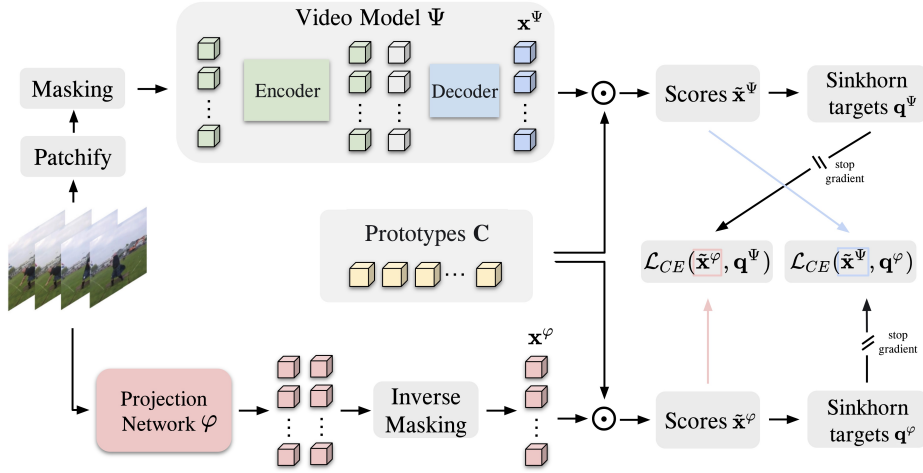 Video Model Ψ
x^Ψ
Masking
Encoder
Decoder
Scores x̃^Ψ
Sinkhorn
targets q^Ψ
Patchify
stop
gradient
Prototypes C
L_CE(x̃^φ, q^Ψ)
L_CE(x̃^Ψ, q^φ)
stop
gradient
x^φ
Projection
Network φ
Inverse
Masking
Scores x̃^φ
Sinkhorn
targets q^φ